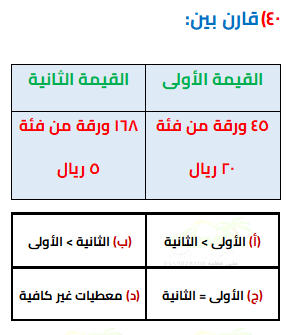 ٤٠) قارن بين:
القيمة الأولى
القيمة الثانية
٤٥ ورقة من فئة
٢٠ ريال
١٦٨ ورقة من فئة
٥ ريال
(أ) الأولى > الثانية
(ب) الثانية > الأولى
(ج) الأولى = الثانية
(د) معطيات غير كافية